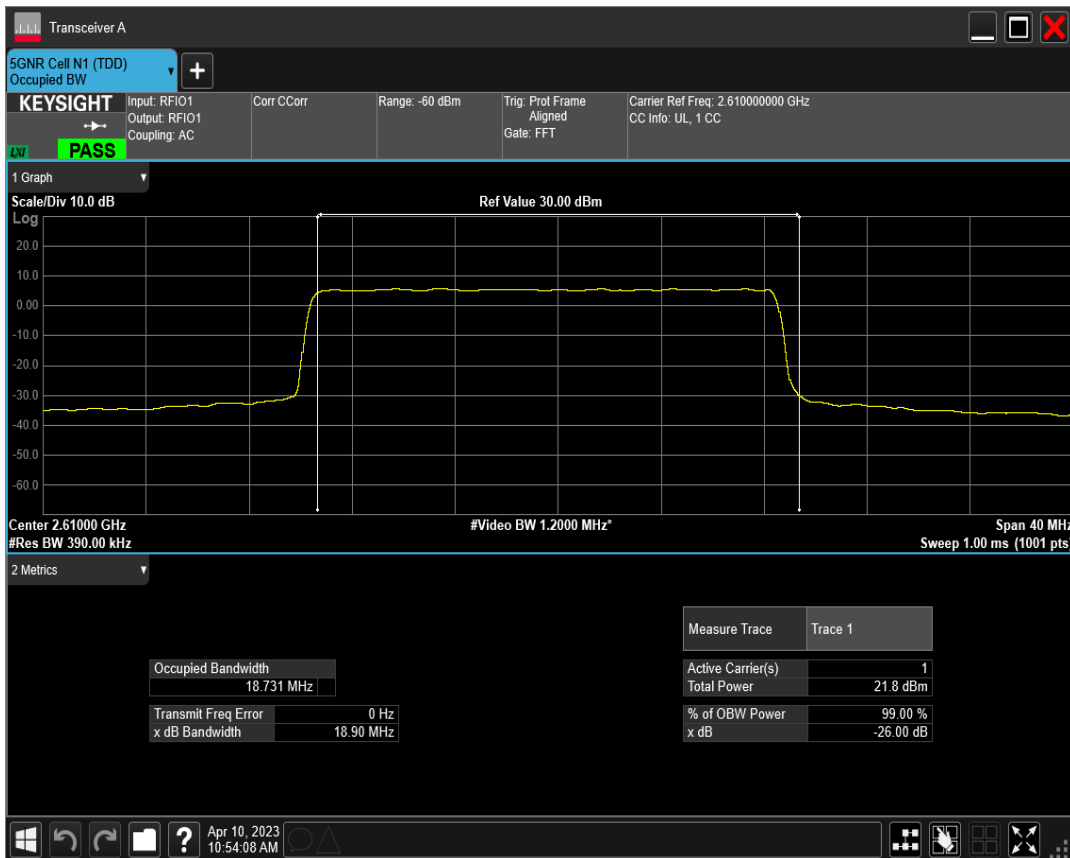 Transceiver A
5GNR Cell N1 (TDD)
Occupied BW
KEYSIGHT
LXI
PASS
Input: RFIO1
Output: RFIO1
Coupling: AC
Corr CCorr
Range: -60 dBm
Trig: Prot Frame
Aligned
Gate: FFT
Carrier Ref Freq: 2.610000000 GHz
CC Info: UL, 1 CC
1 Graph
Scale/Div 10.0 dB
Ref Value 30.00 dBm
Log
20.0
10.0
0.00
-10.0
-20.0
-30.0
-40.0
-50.0
-60.0
Center 2.61000 GHz
#Video BW 1.2000 MHz*
Span 40 MHz
#Res BW 390.00 kHz
Sweep 1.00 ms (1001 pts)
2 Metrics
Measure Trace Trace 1
Occupied Bandwidth
18.731 MHz
Active Carrier(s) 1
Total Power 21.8 dBm
Transmit Freq Error 0 Hz
x dB Bandwidth 18.90 MHz
% of OBW Power 99.00 %
x dB -26.00 dB
?
Apr 10, 2023
10:54:08 AM